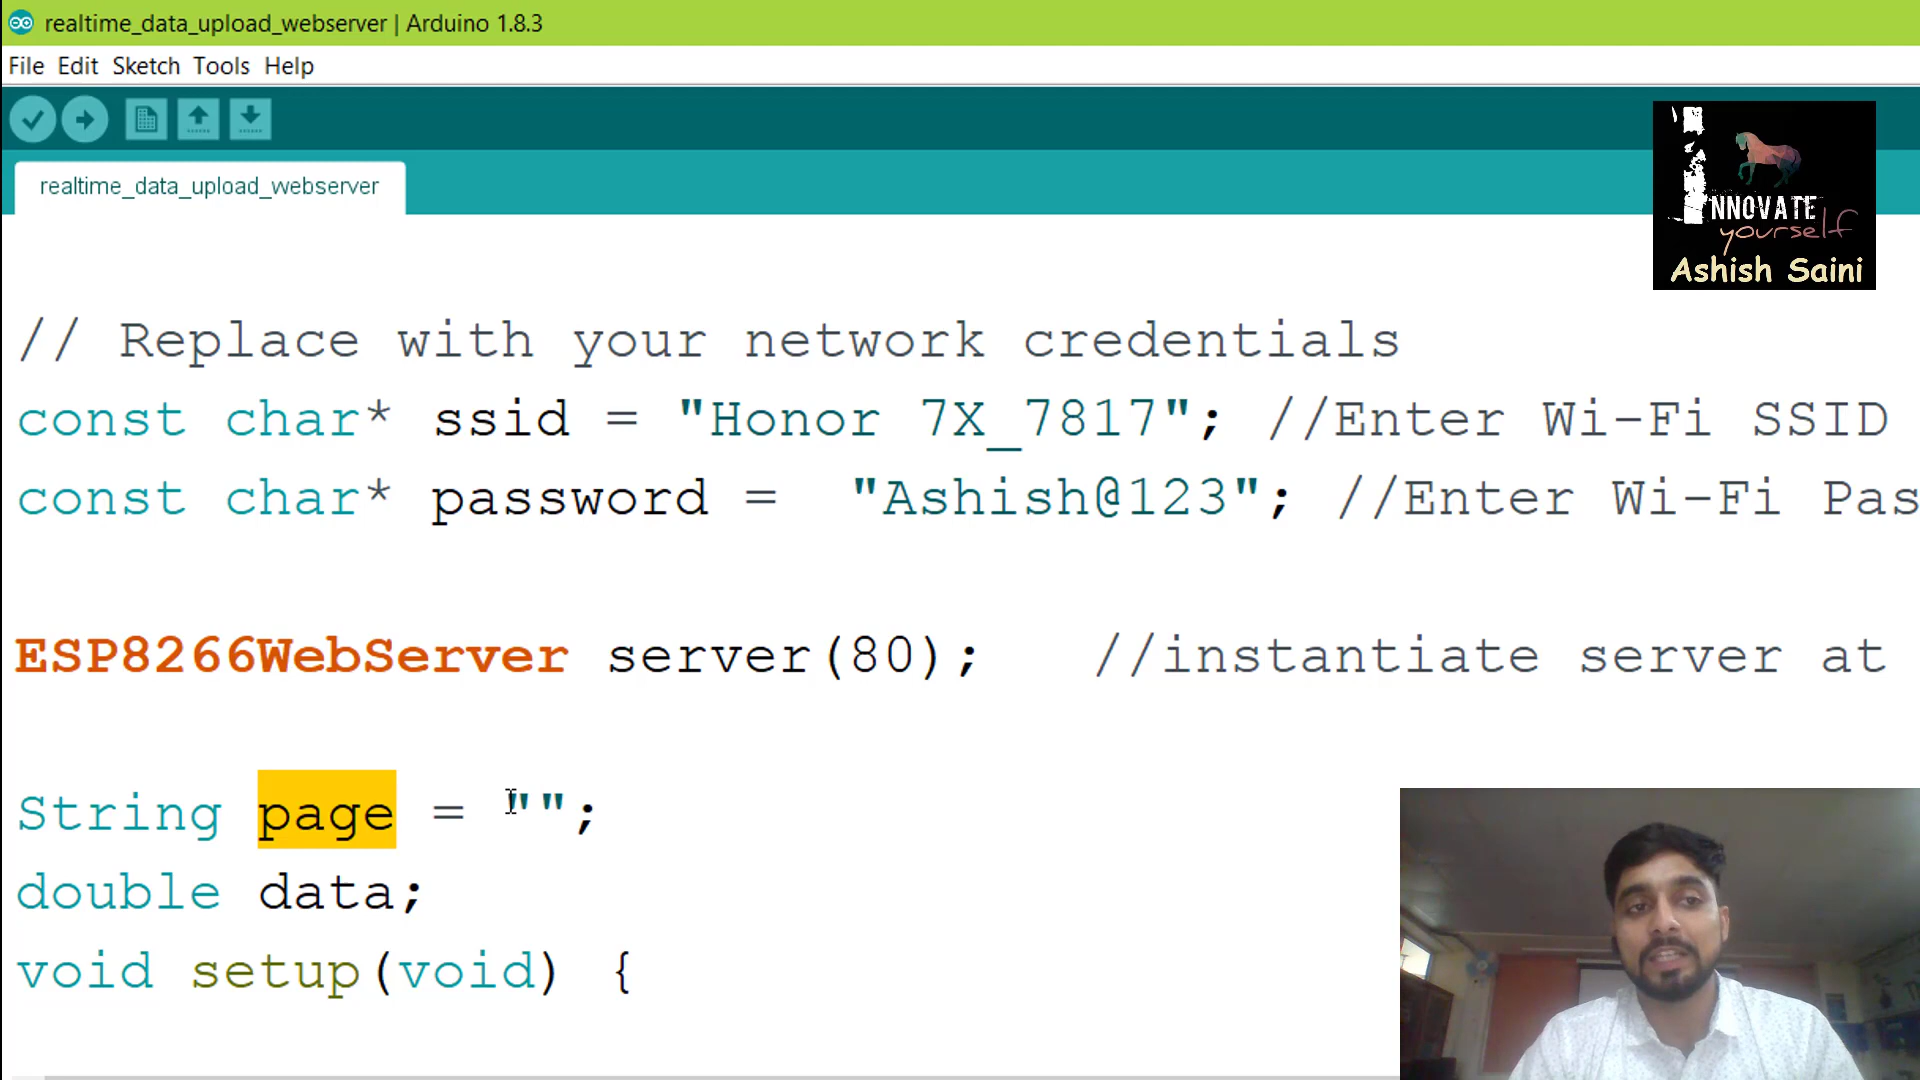 realtime_data_upload_webserver | Arduino 1.8.3
File Edit Sketch Tools Help
realtime_data_upload_webserver
NNOVATE
yourself
Ashish Saini
// Replace with your network credentials
const char* ssid = "Honor 7X_7817"; //Enter Wi-Fi SSID
const char* password =  "Ashish@123"; //Enter Wi-Fi Pas
ESP8266WebServer server(80);   //instantiate server at
String page = "";
double data;
void setup(void) {